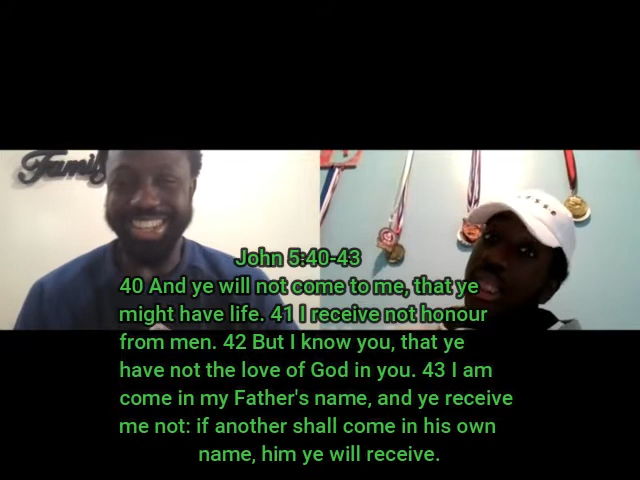 Family
John 5:40-43
40 And ye will not come to me, that ye
might have life. 41 I receive not honour
from men. 42 But I know you, that ye
have not the love of God in you. 43 I am
come in my Father's name, and ye receive
me not: if another shall come in his own
name, him ye will receive.